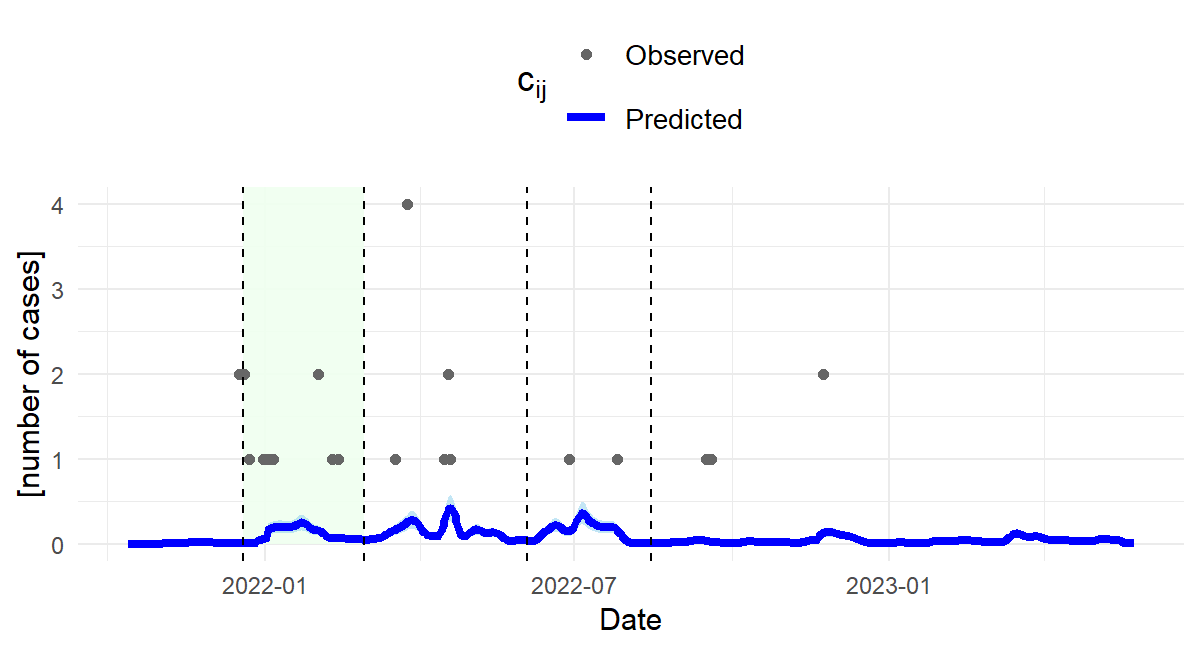 Observed
c_ij
Predicted
[number of cases]
4
3
2
1
0
2022-01 2022-07 2023-01
Date